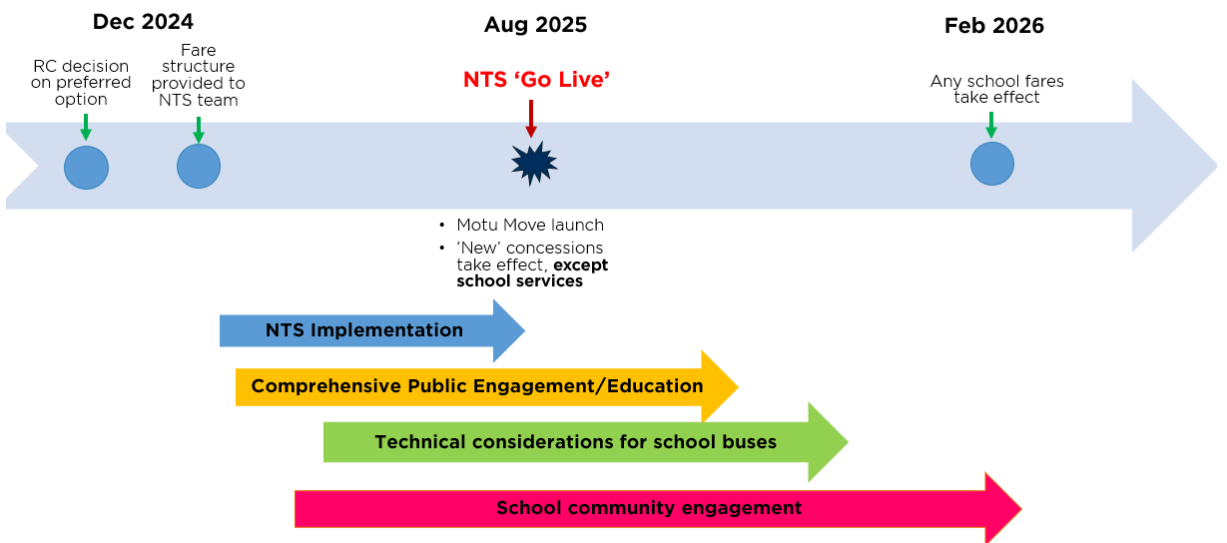 Dec 2024
Aug 2025
Feb 2026
RC decision
on preferred
option
Fare
structure
provided to
NTS team
NTS ‘Go Live’
Any school fares
take effect
• Motu Move launch
• ‘New’ concessions
take effect, except
school services
NTS Implementation
Comprehensive Public Engagement/Education
Technical considerations for school buses
School community engagement